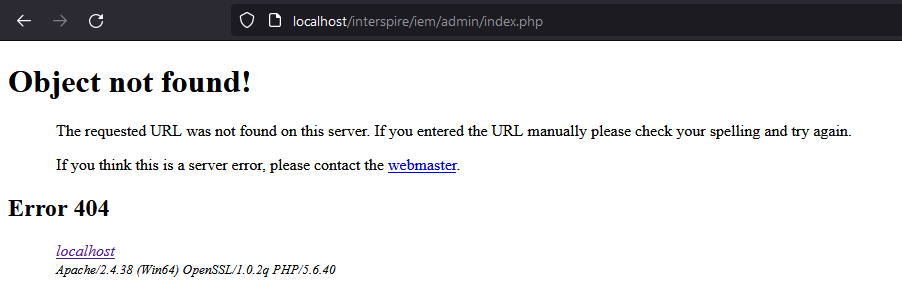 localhost/interspire/iem/admin/index.php
Object not found!
The requested URL was not found on this server. If you entered the URL manually please check your spelling and try again.
If you think this is a server error, please contact the webmaster.
Error 404
localhost
Apache/2.4.38 (Win64) OpenSSL/1.0.2q PHP/5.6.40